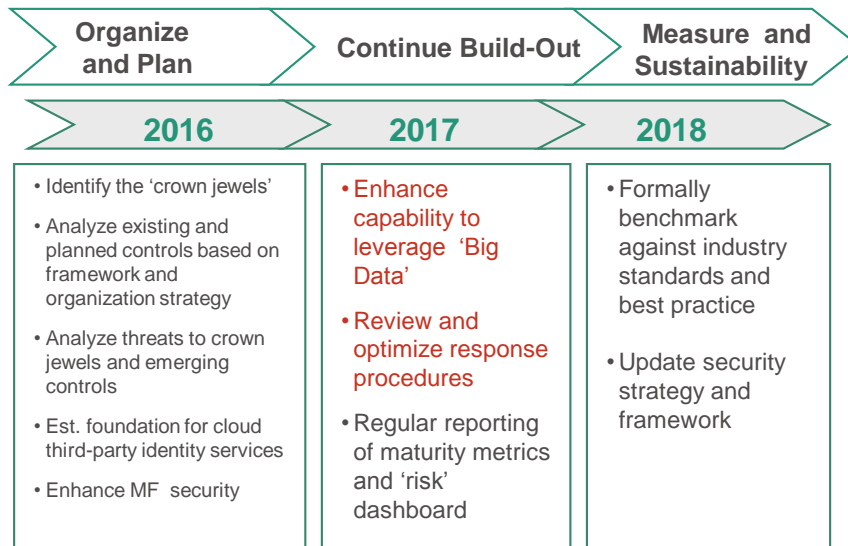 Organize
and Plan
Continue Build-Out
Measure and
Sustainability
2016
2017
2018
• Identify the ‘crown jewels’
• Analyze existing and
planned controls based on
framework and
organization strategy
• Analyze threats to crown
jewels and emerging
controls
• Est. foundation for cloud
third-party identity services
• Enhance MF security
• Enhance
capability to
leverage ‘Big
Data’
• Review and
optimize response
procedures
• Regular reporting
of maturity metrics
and ‘risk’
dashboard
• Formally
benchmark
against industry
standards and
best practice
• Update security
strategy and
framework